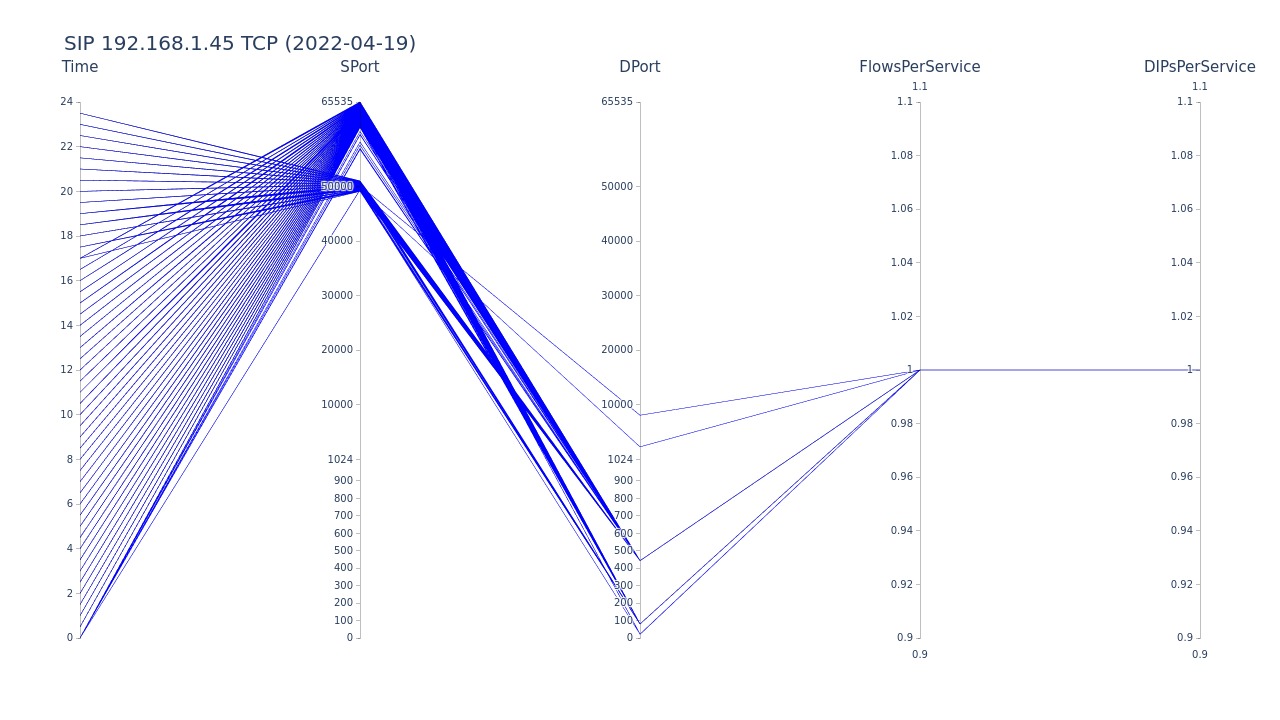 SIP 192.168.1.45 TCP (2022-04-19)
Time SPort DPort FlowsPerService DIPsPerService
1.1 1.1
24 65535 65535 1.1 1.1
22 1.08 1.08
20 50000 50000 1.06 1.06
18 40000 40000 1.04 1.04
16 30000 30000 1.02 1.02
14 20000 20000
12 1 1
10 10000 10000 0.98 0.98
8 1024 1024
900 900 0.96 0.96
6 800 800
700 700
600 600 0.94 0.94
4 500 500
400 400
300 300 0.92 0.92
2 200 200
100 100
0 0 0 0.9 0.9
0.9 0.9